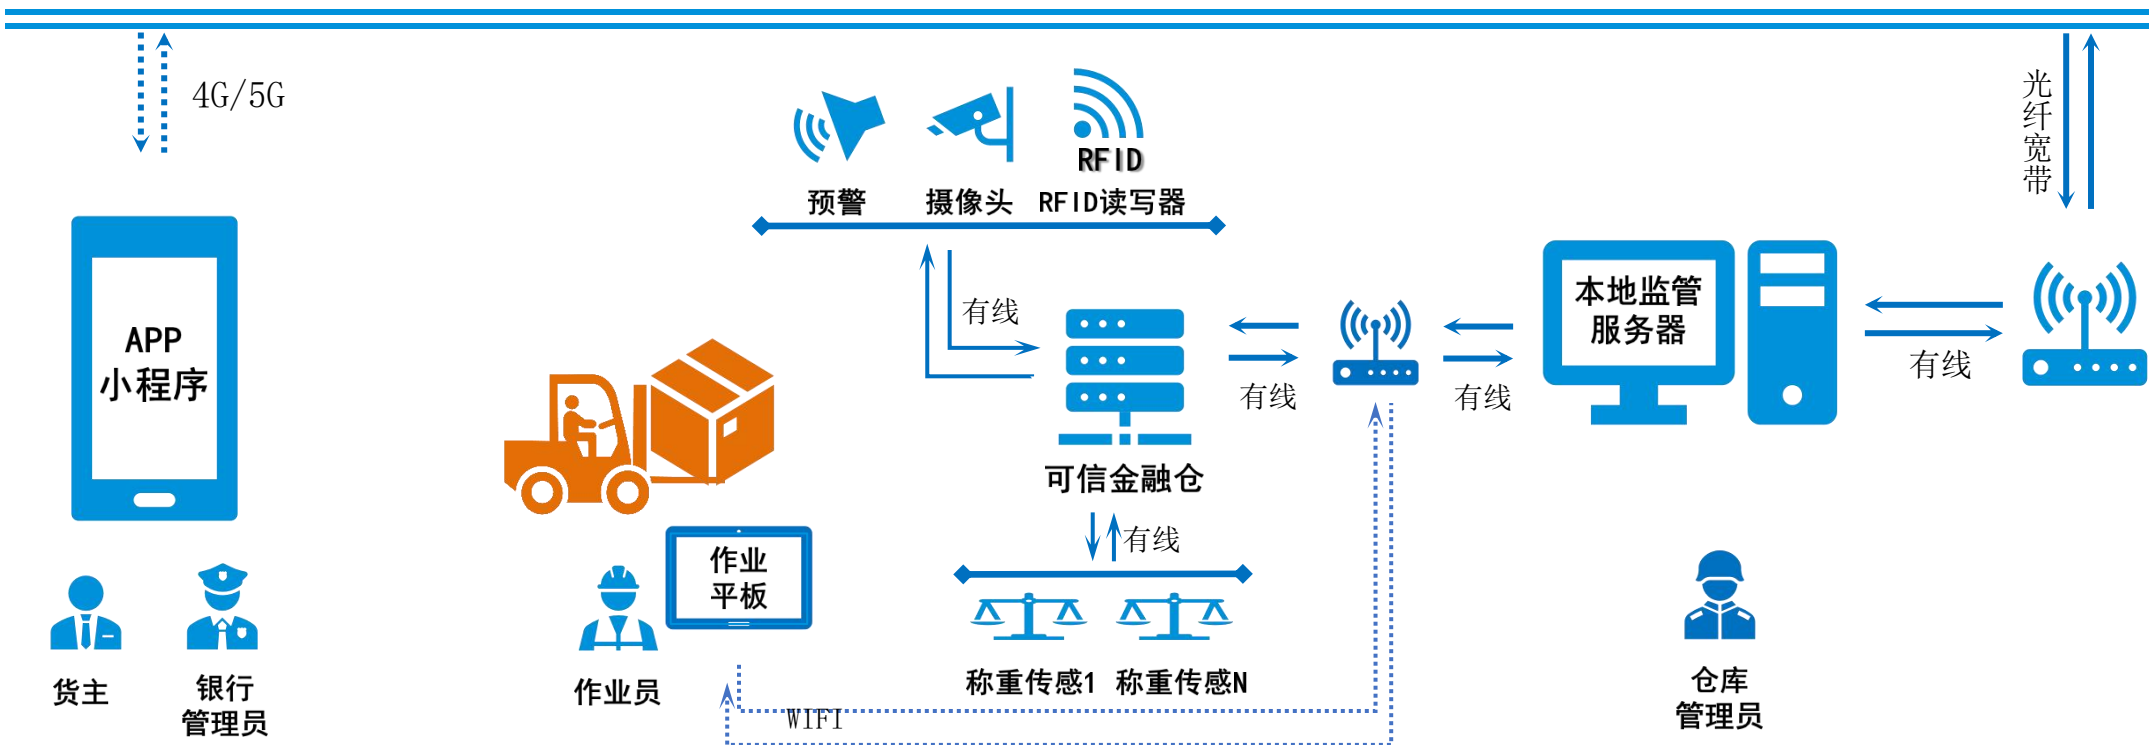 4G/5G
光纤宽带
RFID
预警
摄像头
RFID读写器
APP
小程序
有线
本地监管
服务器
有线
有线
有线
可信金融仓
有线
作业
平板
货主
银行
管理员
作业员
称重传感1
称重传感N
仓库
管理员
WIFI